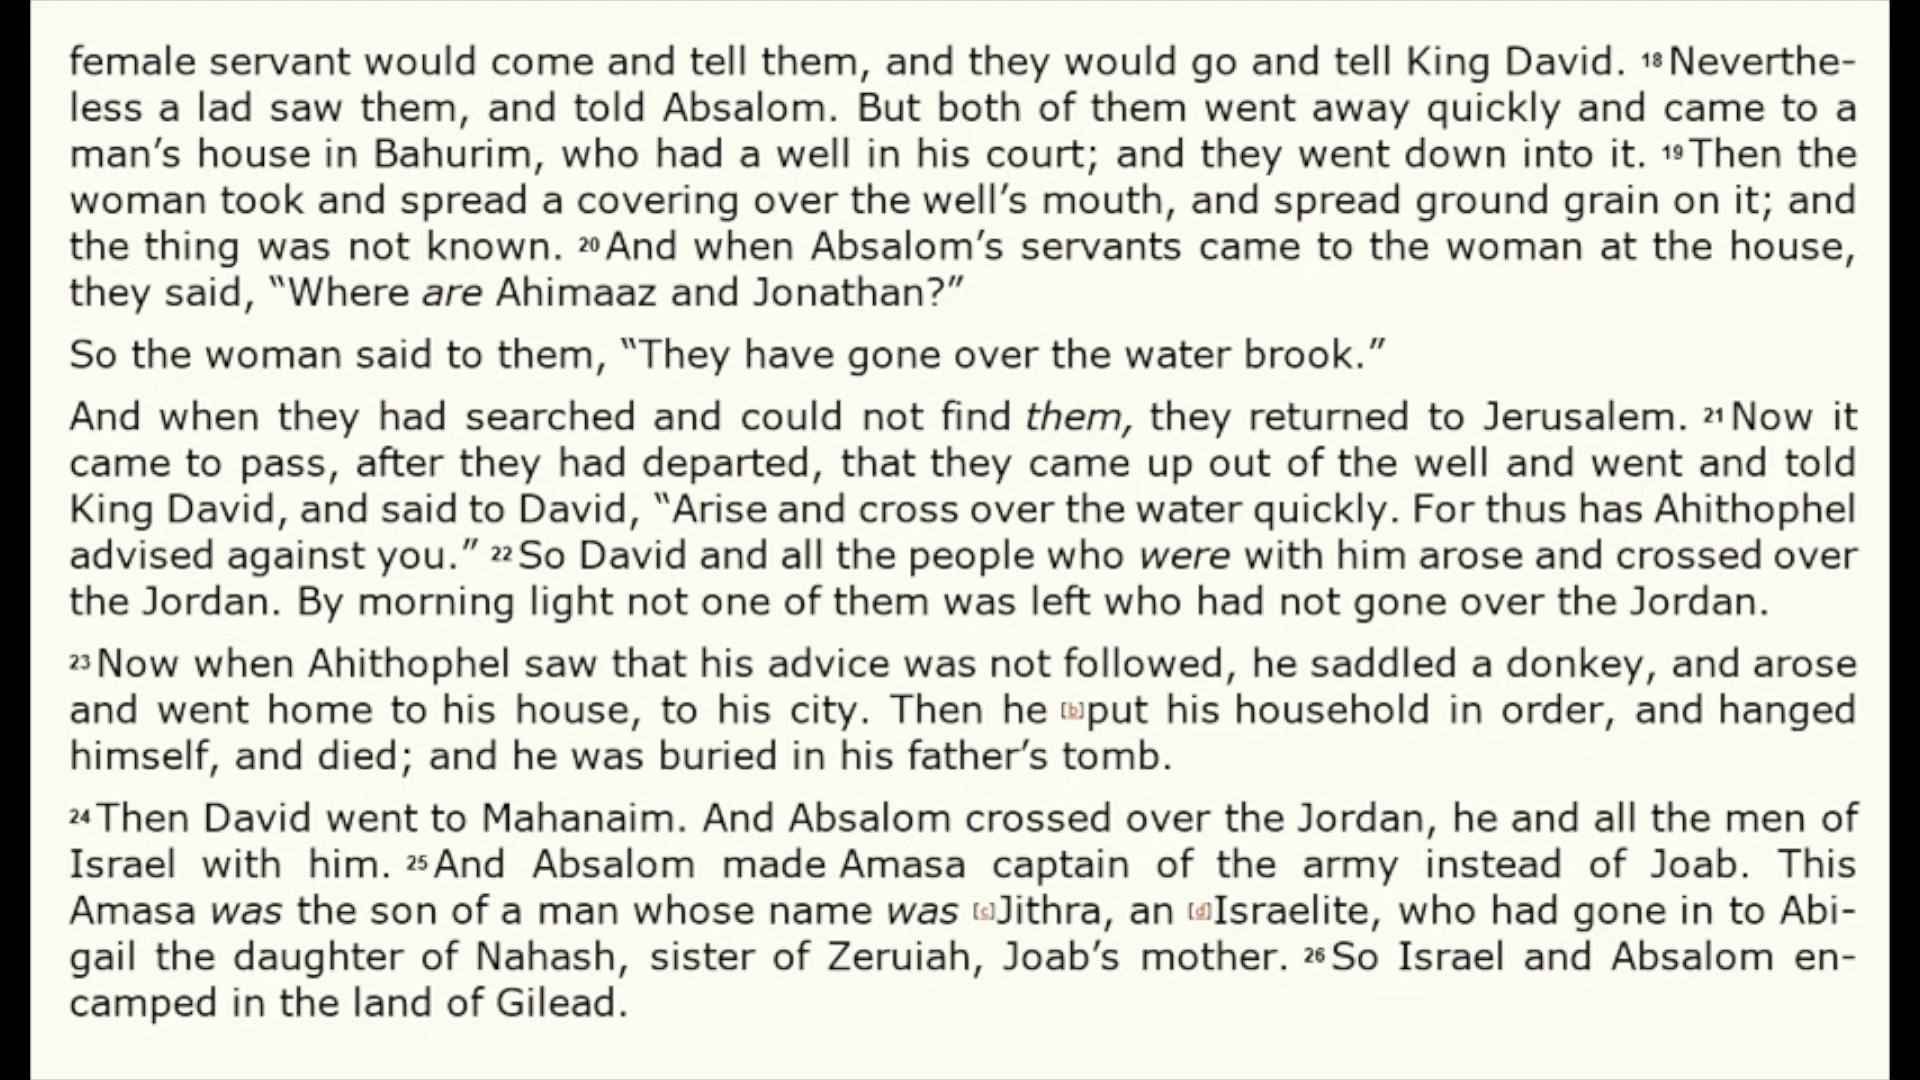 female servant would come and tell them, and they would go and tell King David. 18 Neverthe-
less a lad saw them, and told Absalom. But both of them went away quickly and came to a
man’s house in Bahurim, who had a well in his court; and they went down into it. 19 Then the
woman took and spread a covering over the well’s mouth, and spread ground grain on it; and
the thing was not known. 20 And when Absalom’s servants came to the woman at the house,
they said, “Where are Ahimaaz and Jonathan?”
So the woman said to them, “They have gone over the water brook.”
And when they had searched and could not find them, they returned to Jerusalem. 21 Now it
came to pass, after they had departed, that they came up out of the well and went and told
King David, and said to David, “Arise and cross over the water quickly. For thus has Ahithophel
advised against you.” 22 So David and all the people who were with him arose and crossed over
the Jordan. By morning light not one of them was left who had not gone over the Jordan.
23 Now when Ahithophel saw that his advice was not followed, he saddled a donkey, and arose
and went home to his house, to his city. Then he [b]put his household in order, and hanged
himself, and died; and he was buried in his father’s tomb.
24 Then David went to Mahanaim. And Absalom crossed over the Jordan, he and all the men of
Israel with him. 25 And Absalom made Amasa captain of the army instead of Joab. This
Amasa was the son of a man whose name was [c]Jithra, an [d]Israelite, who had gone in to Abi-
gail the daughter of Nahash, sister of Zeruiah, Joab’s mother. 26 So Israel and Absalom en-
camped in the land of Gilead.